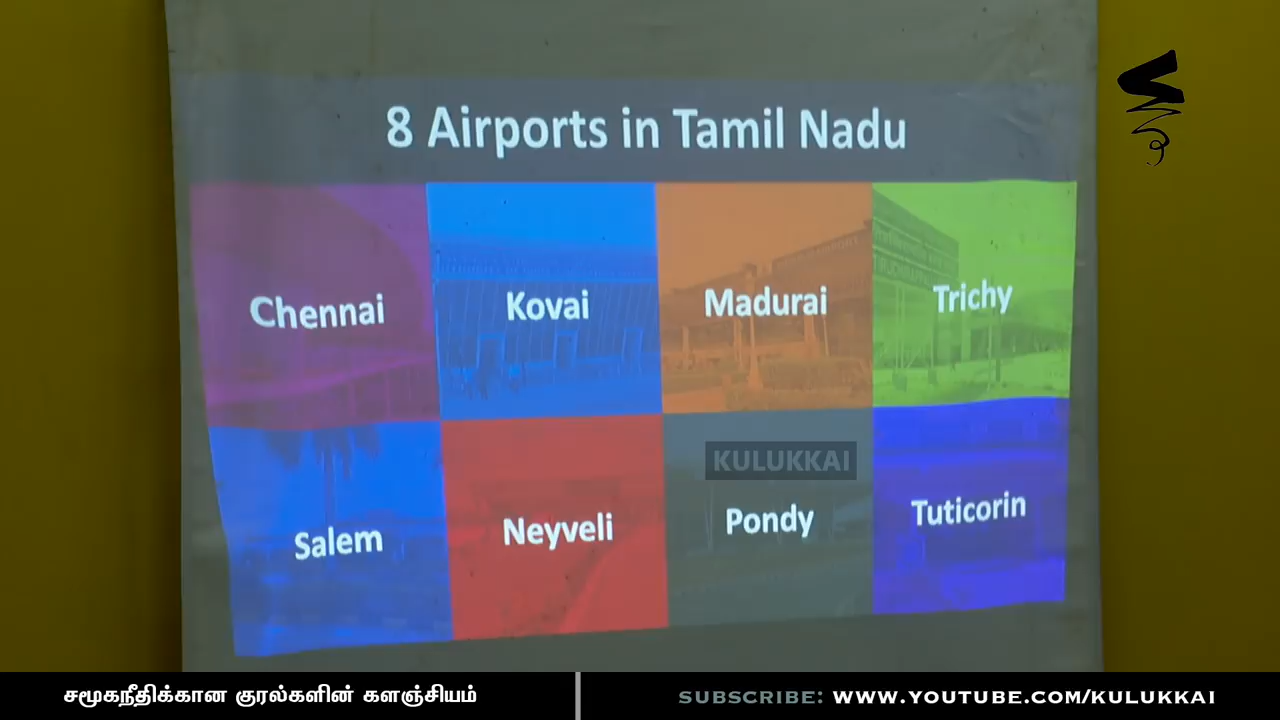 8 Airports in Tamil Nadu
Chennai
Kovai
Madurai
Trichy
Salem
Neyveli
KULUKKAI
Pondy
Tuticorin
சமூகநீதிக்கான குரல்களின் களஞ்சியம்
SUBSCRIBE: WWW.YOUTUBE.COM/KULUKKAI